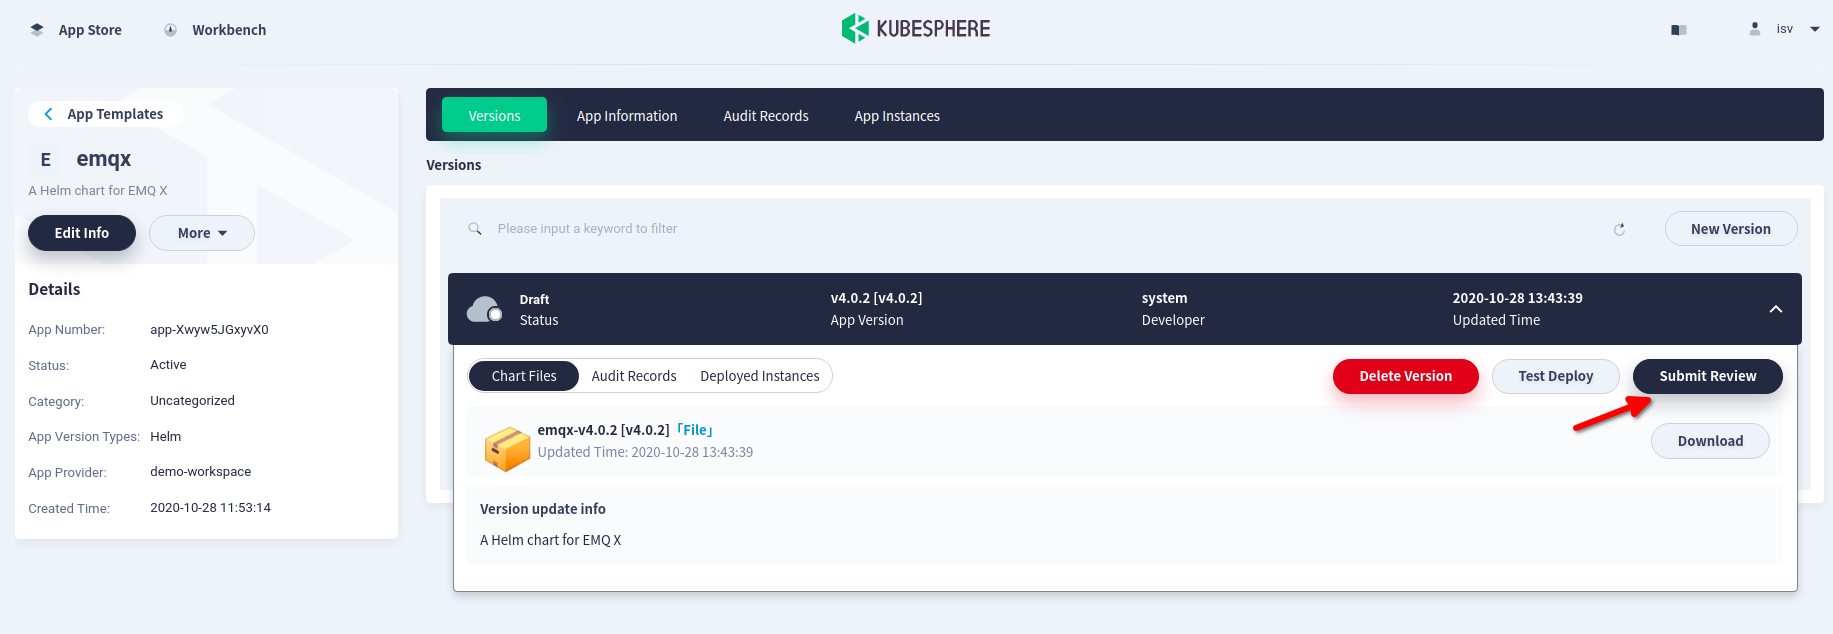 App Store
Workbench
KUBESPHERE
isv
App Templates
E emqx
A Helm chart for EMQ X
Edit Info
More
Details
App Number: app-Xwyw5JGxyvX0
Status: Active
Category: Uncategorized
App Version Types: Helm
App Provider: demo-workspace
Created Time: 2020-10-28 11:53:14
Versions App Information Audit Records App Instances
Versions
Please input a keyword to filter
New Version
Draft v4.0.2 [v4.0.2] system 2020-10-28 13:43:39
Status App Version Developer Updated Time
Chart Files Audit Records Deployed Instances
Delete Version Test Deploy Submit Review
emqx-v4.0.2 [v4.0.2]「File」
Updated Time: 2020-10-28 13:43:39
Download
Version update info
A Helm chart for EMQ X